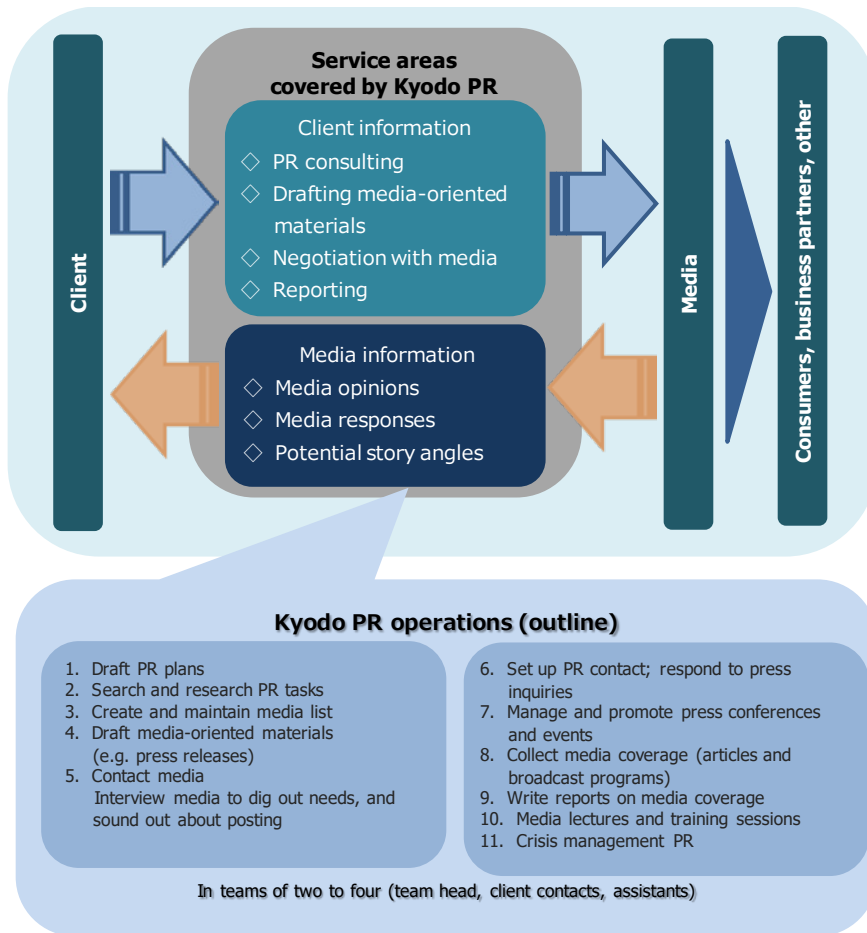 Service areas
covered by Kyodo PR
Client
Client information
◇ PR consulting
◇ Drafting media-oriented
materials
◇ Negotiation with media
◇ Reporting
Media information
◇ Media opinions
◇ Media responses
◇ Potential story angles
Media
Consumers, business partners, other
Kyodo PR operations (outline)
1. Draft PR plans
2. Search and research PR tasks
3. Create and maintain media list
4. Draft media-oriented materials
(e.g. press releases)
5. Contact media
Interview media to dig out needs, and
sound out about posting
6. Set up PR contact; respond to press
inquiries
7. Manage and promote press conferences
and events
8. Collect media coverage (articles and
broadcast programs)
9. Write reports on media coverage
10. Media lectures and training sessions
11. Crisis management PR
In teams of two to four (team head, client contacts, assistants)